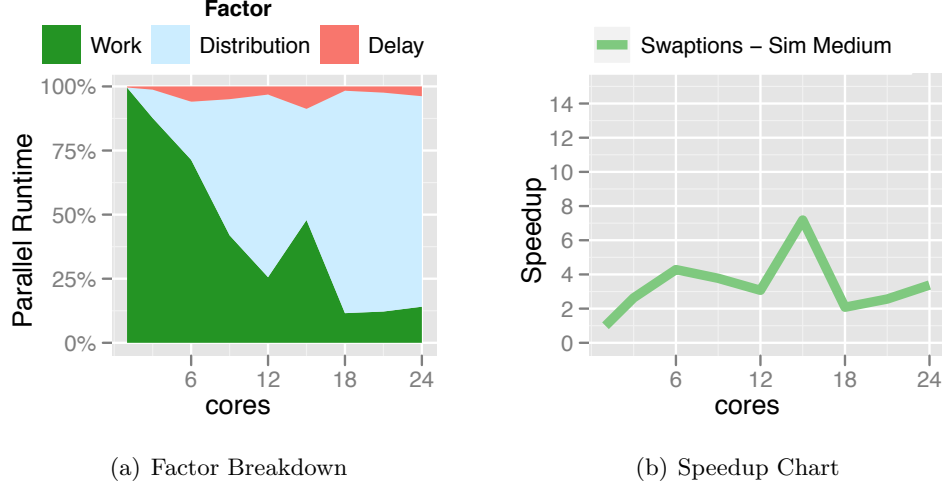 Factor
Work Distribution Delay
100%
75%
50%
25%
0%
Parallel Runtime
6 12 18 24
cores
(a) Factor Breakdown
Swaptions − Sim Medium
14
12
10
8
6
4
2
0
Speedup
6 12 18 24
cores
(b) Speedup Chart